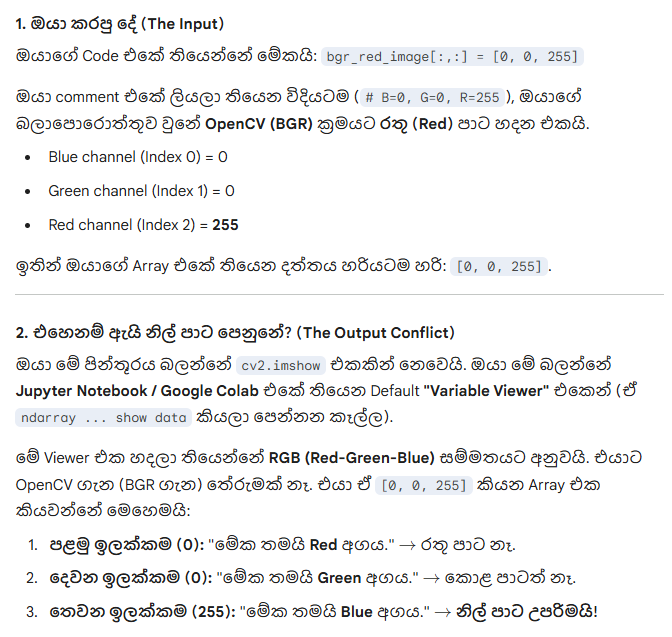 1. ඔයා කරපු දේ (The Input)
ඔයාගේ Code එකේ තියෙන්නේ මේකයි: bgr_red_image[:,:] = [0, 0, 255]
ඔයා comment එකේ ලියලා තියෙන විදියටම ( # B=0, G=0, R=255 ), ඔයාගේ
බලාපොරොත්තුව වුනේ OpenCV (BGR) ක්‍රමයට රතු (Red) පාට හදන එකයි.
• Blue channel (Index 0) = 0
• Green channel (Index 1) = 0
• Red channel (Index 2) = 255
ඉතින් ඔයාගේ Array එකේ තියෙන දත්තය හරියටම හරි: [0, 0, 255] .
2. එහෙනම් ඇයි නිල් පාට පෙනුනේ? (The Output Conflict)
ඔයා මේ පින්තූරය බලන්නේ cv2.imshow එකකින් නෙවෙයි. ඔයා මේ බලන්නේ
Jupyter Notebook / Google Colab එකේ තියෙන Default "Variable Viewer" එකෙන් (ඒ
ndarray ... show data කියලා පෙන්නන කෑල්ල).
මේ Viewer එක හදලා තියෙන්නේ RGB (Red-Green-Blue) සම්මතයට අනුවයි. එයාට
OpenCV ගැන (BGR ගැන) තේරුමක් නෑ. එයා ඒ [0, 0, 255] කියන Array එක
කියවන්නේ මෙහෙමයි:
1. පළමු ඉලක්කම (0): "මේක තමයි Red අගය." → රතු පාට නෑ.
2. දෙවන ඉලක්කම (0): "මේක තමයි Green අගය." → කොළ පාටත් නෑ.
3. තෙවන ඉලක්කම (255): "මේක තමයි Blue අගය." → නිල් පාට උපරිමයි!